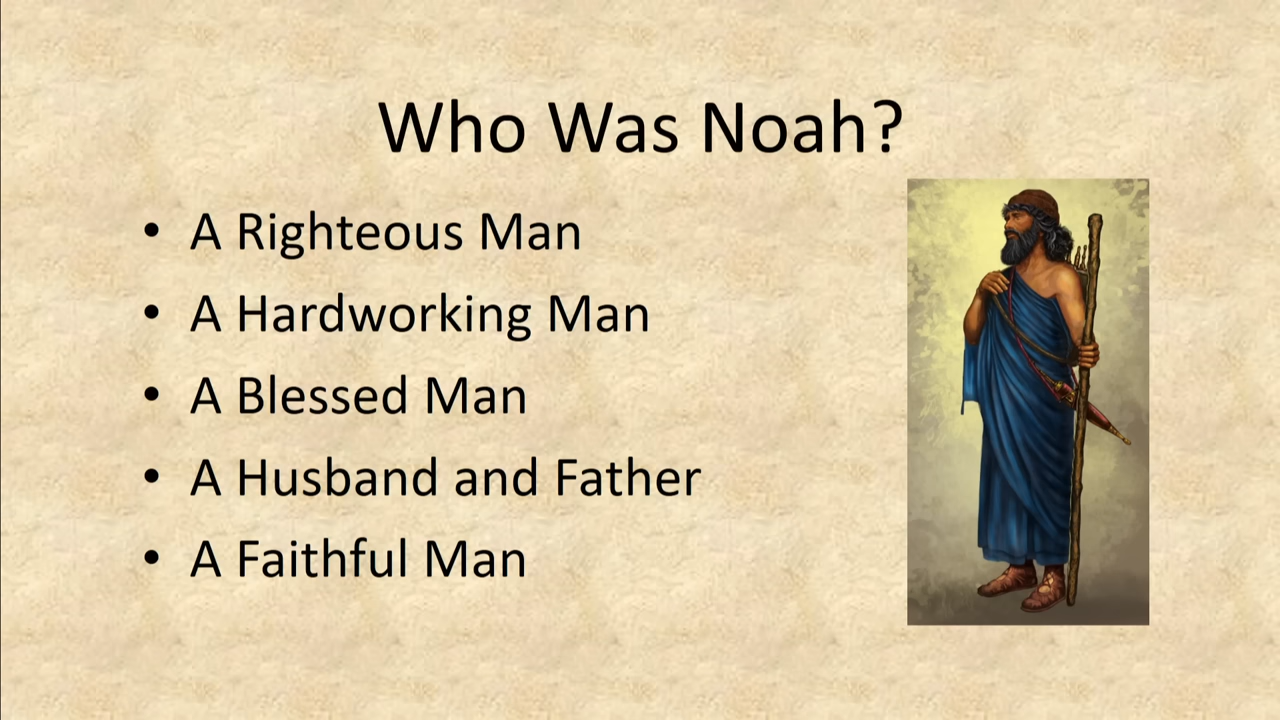 Who Was Noah?
• A Righteous Man
• A Hardworking Man
• A Blessed Man
• A Husband and Father
• A Faithful Man